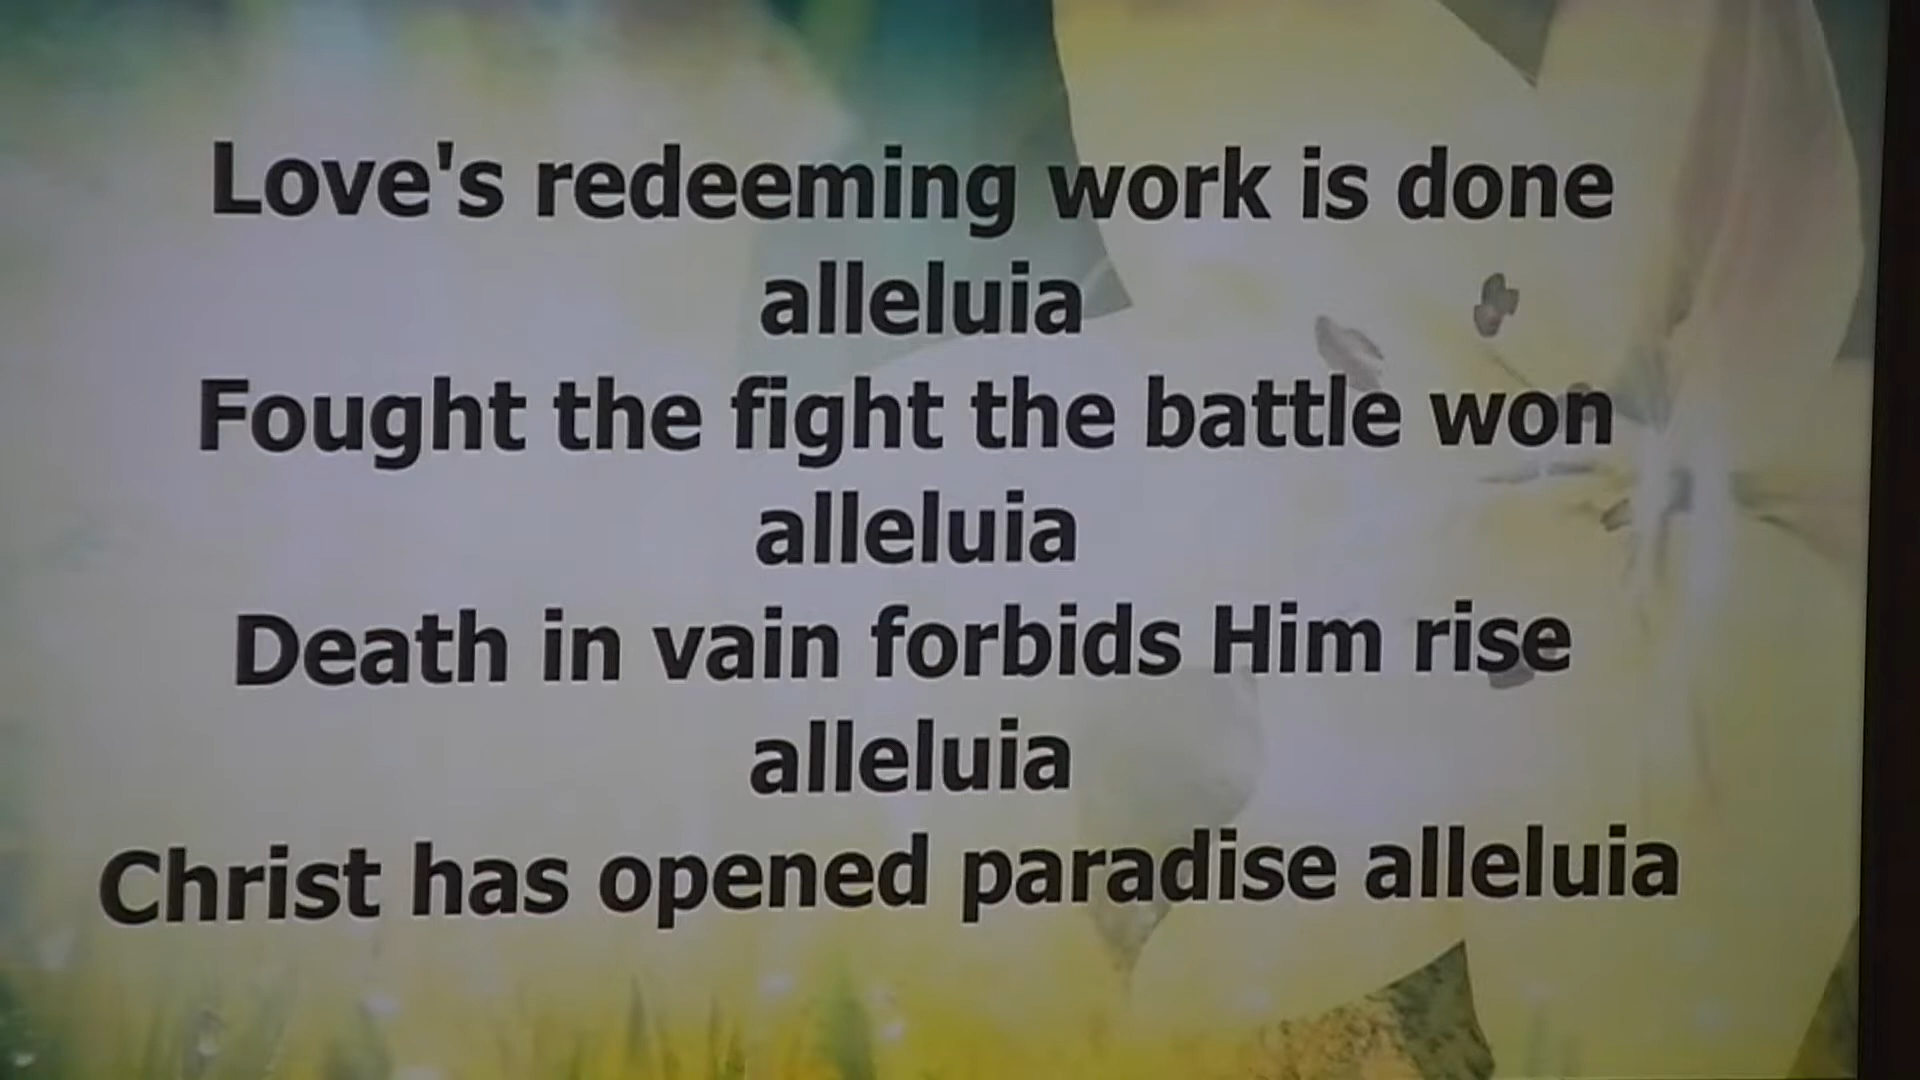 Love's redeeming work is done
alleluia
Fought the fight the battle won
alleluia
Death in vain forbids Him rise
alleluia
Christ has opened paradise alleluia